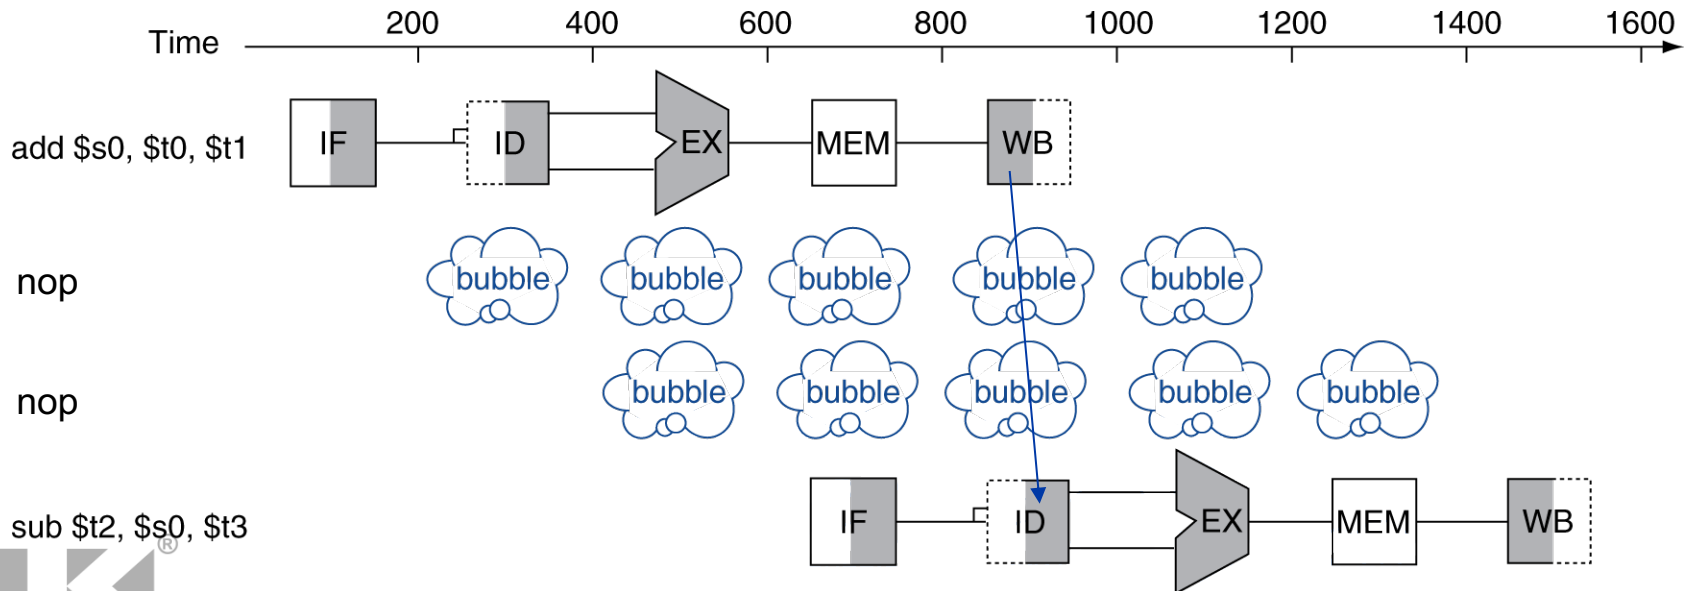 200 400 600 800 1000 1200 1400 1600
Time
add $s0, $t0, $t1 IF ID EX MEM WB
nop bubble bubble bubble bubble bubble
nop bubble bubble bubble bubble bubble
sub $t2, $s0, $t3 IF ID EX MEM WB
®